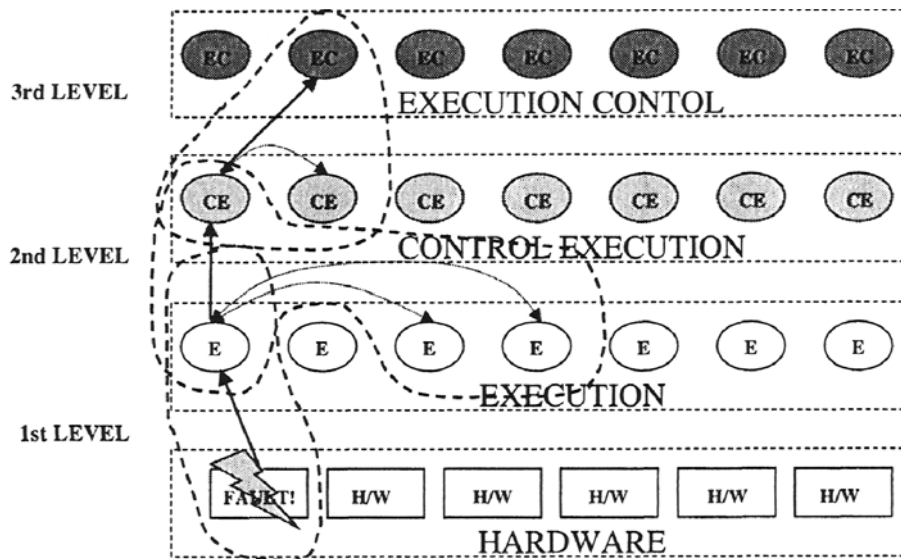 EC EC EC EC EC EC EC
3rd LEVEL
EXECUTION CONTOL
CE CE CE CE CE CE CE
2nd LEVEL
CONTROL EXECUTION
E E E E E E E
EXECUTION
1st LEVEL
FAULT! H/W H/W H/W H/W H/W
HARDWARE